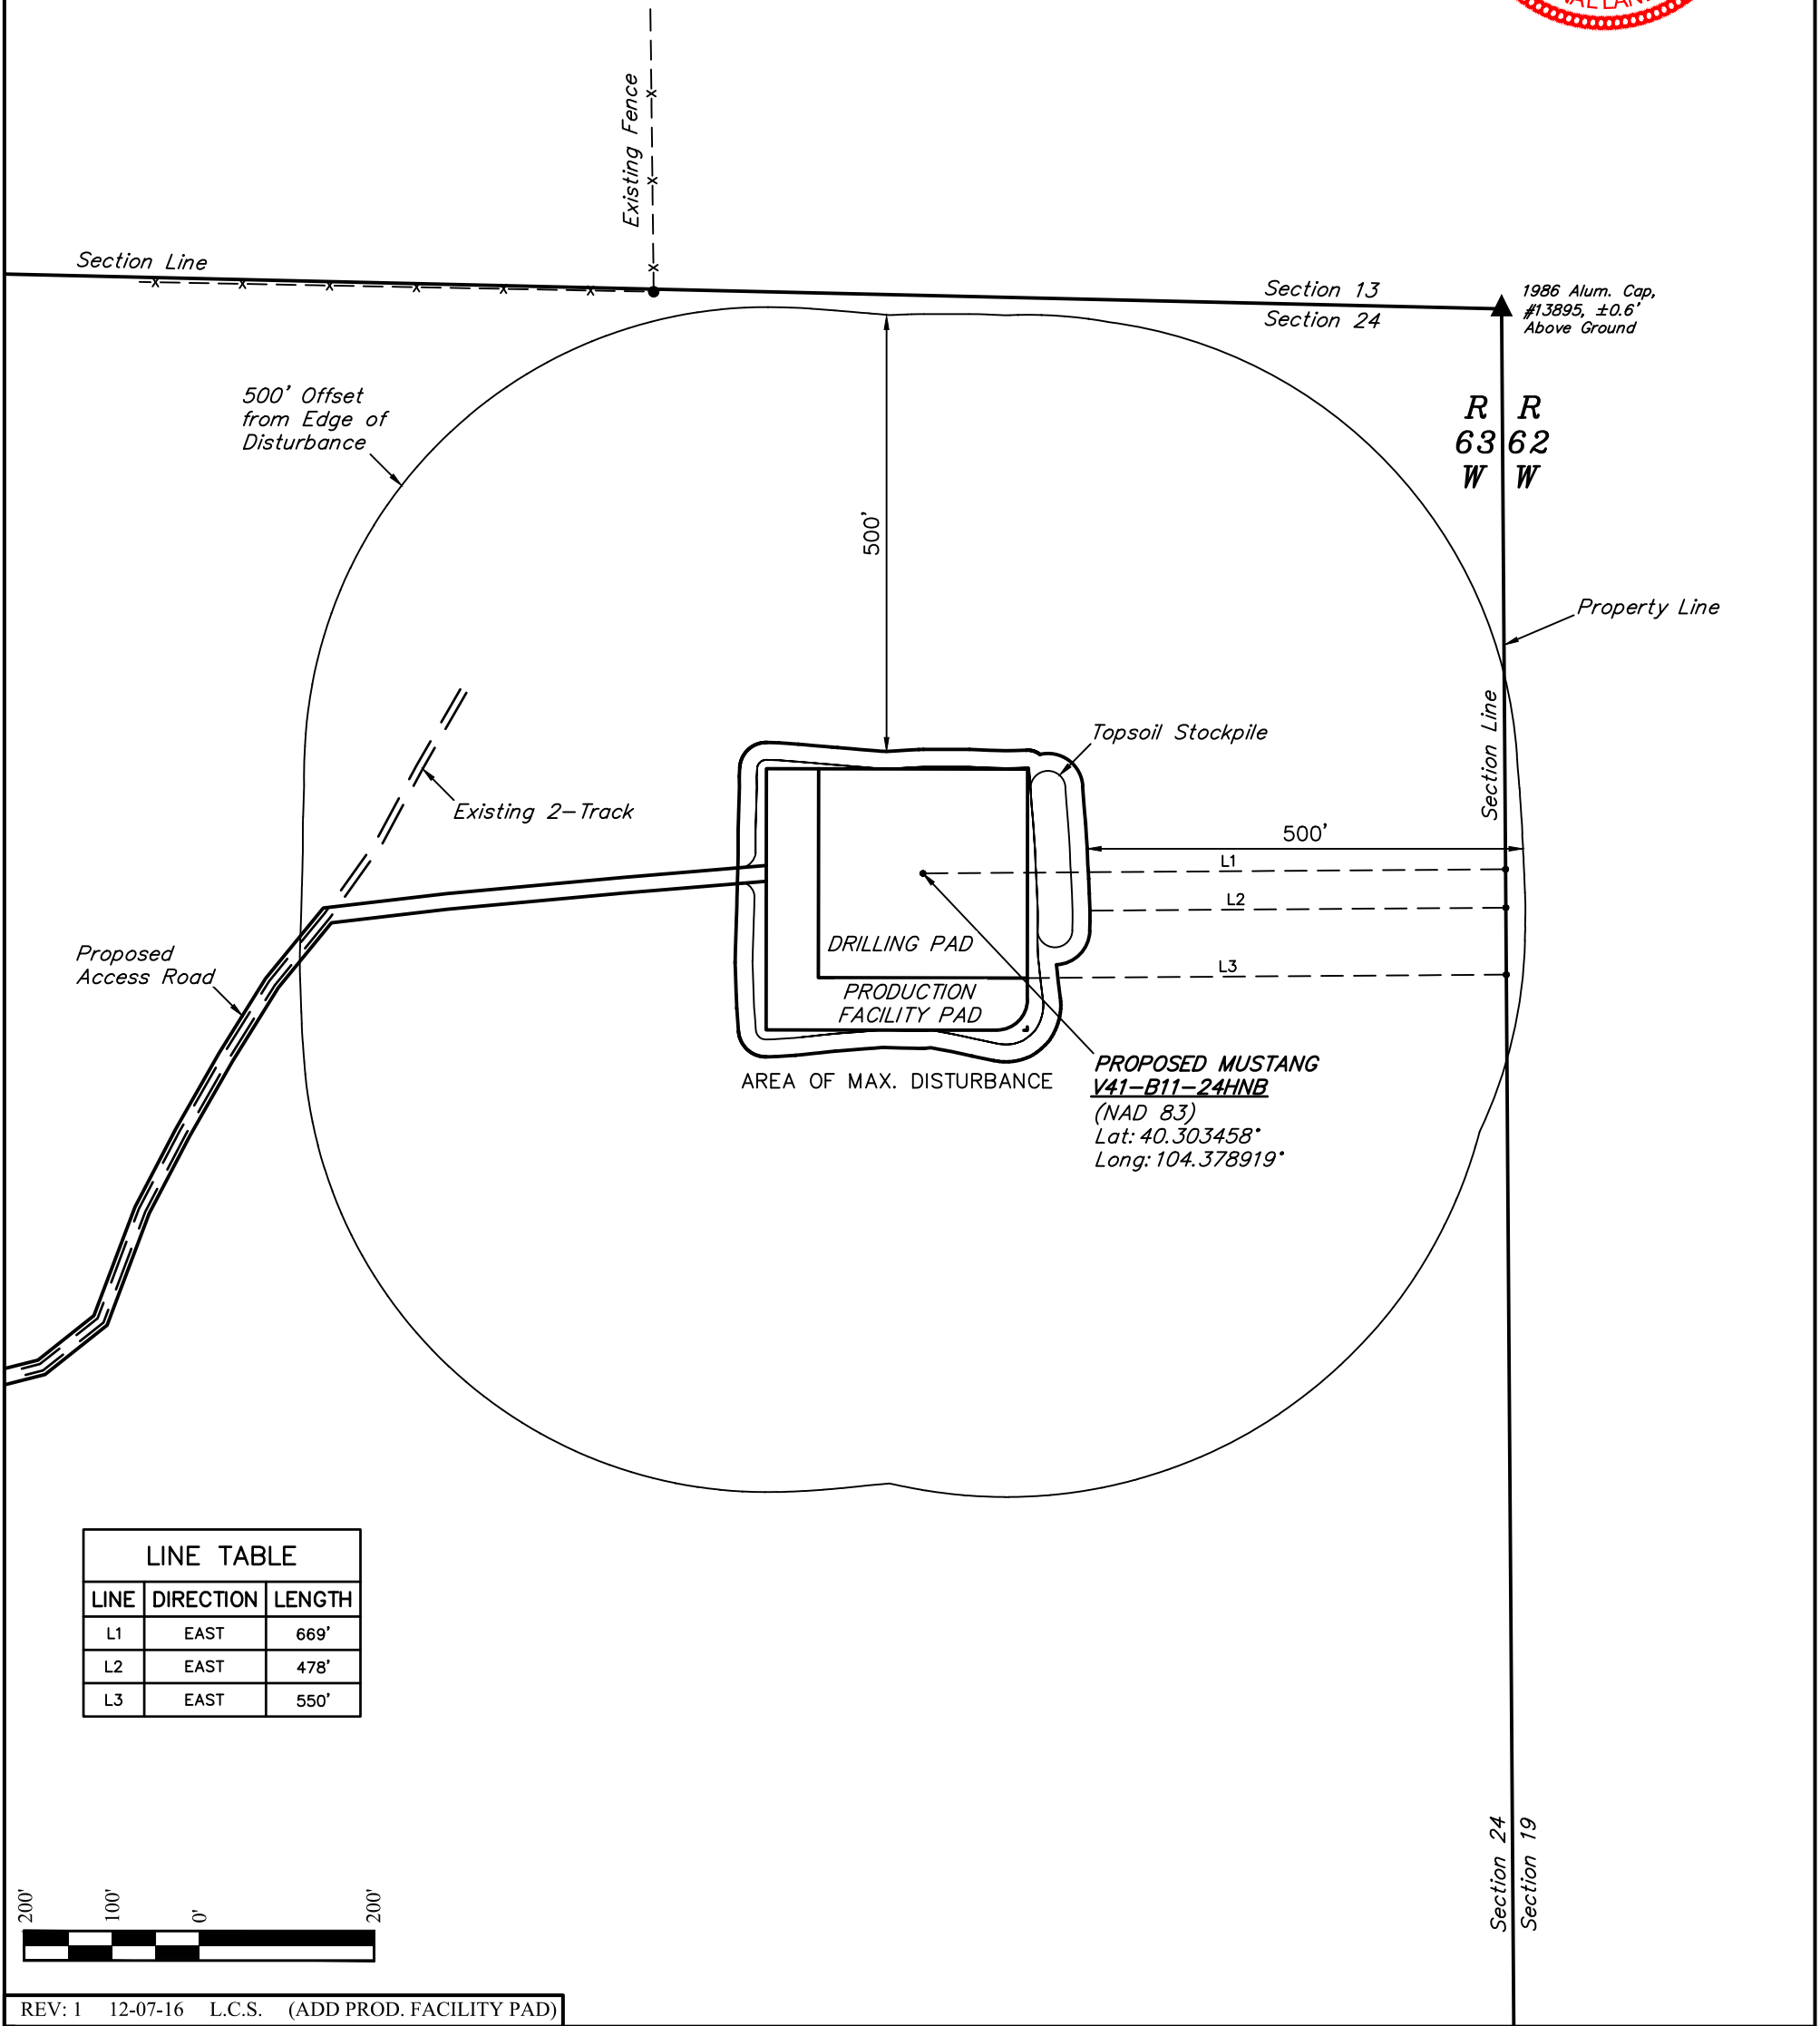 Existing Fence
Section Line
Section 13
Section 24
1986 Alum. Cap,
#13895, ±0.6'
Above Ground
500' Offset
from Edge of
Disturbance
R R
63 62
W W
500'
Property Line
Section Line
Topsoil Stockpile
Existing 2-Track
500'
L1
L2
L3
Proposed
Access Road
DRILLING PAD
PRODUCTION
FACILITY PAD
AREA OF MAX. DISTURBANCE
PROPOSED MUSTANG
V41-B11-24HNB
(NAD 83)
Lat: 40.303458°
Long: 104.378919°
LINE TABLE
LINE DIRECTION LENGTH
L1 EAST 669'
L2 EAST 478'
L3 EAST 550'
Section 24
Section 19
200' 100' 0' 200'
REV: 1 12-07-16 L.C.S. (ADD PROD. FACILITY PAD)